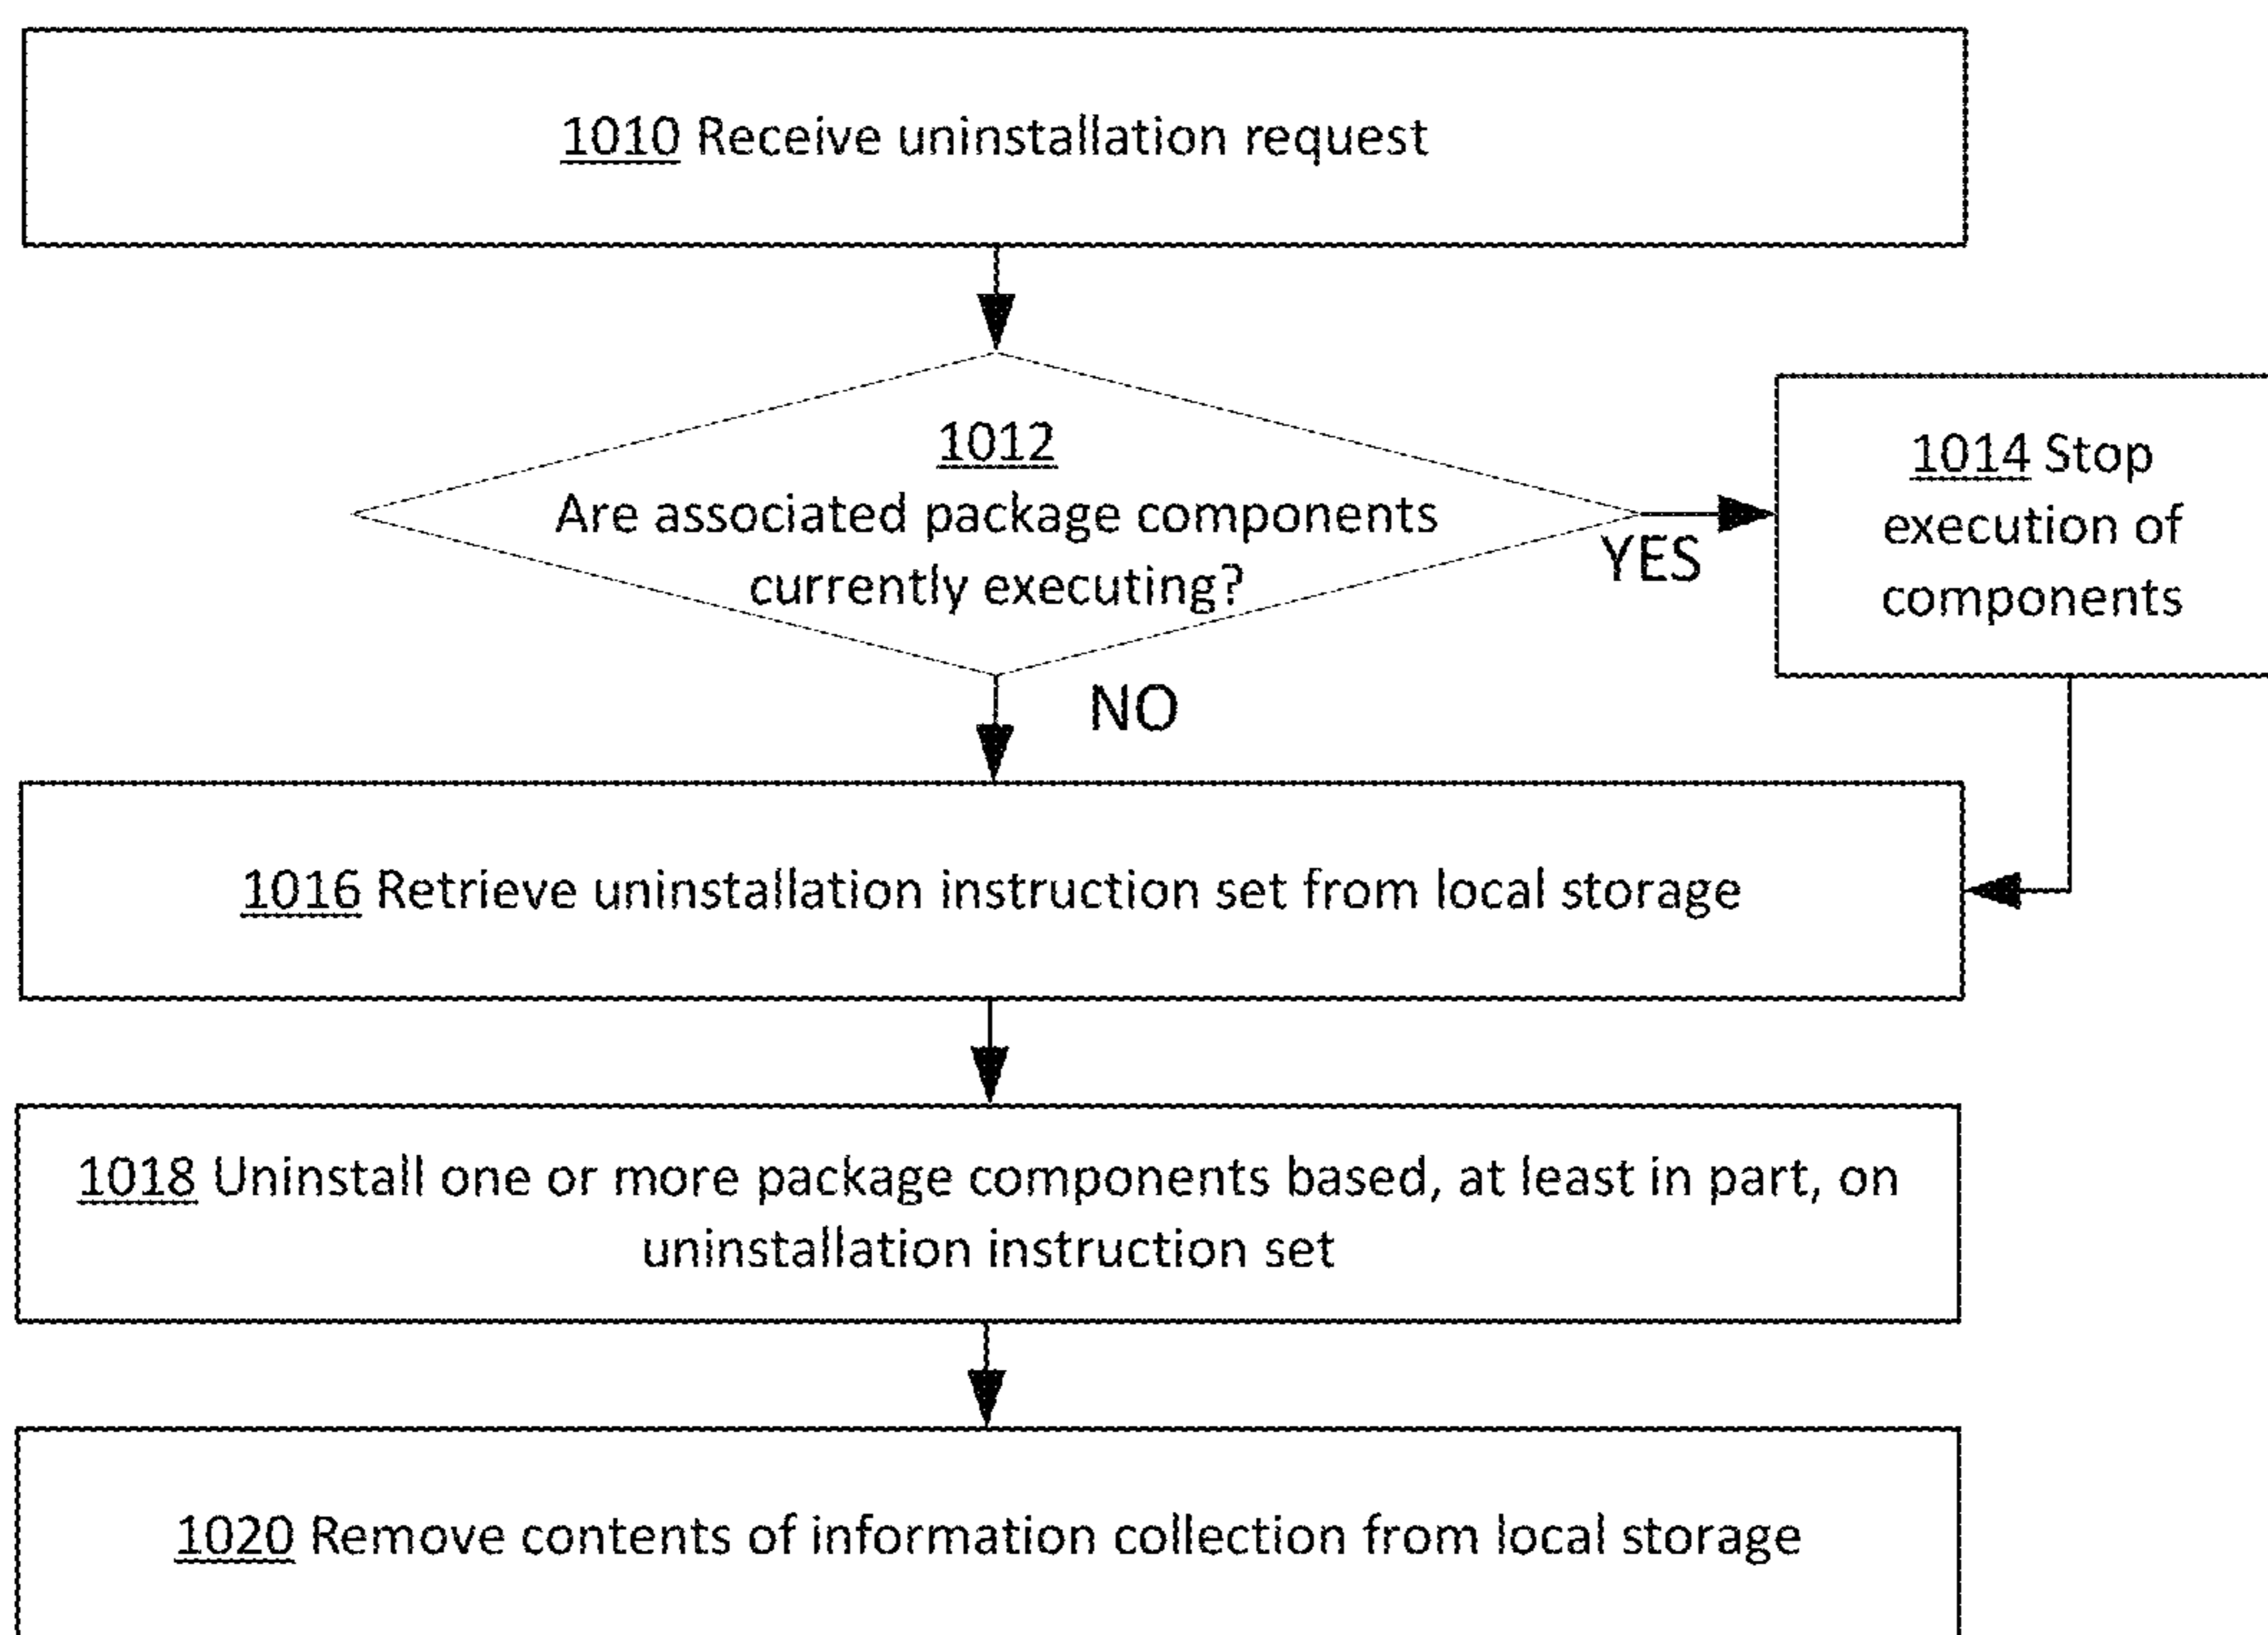 1010 Receive uninstallation request
1012
Are associated package components
currently executing?
YES
1014 Stop
execution of
components
NO
1016 Retrieve uninstallation instruction set from local storage
1018 Uninstall one or more package components based, at least in part, on
uninstallation instruction set
1020 Remove contents of information collection from local storage